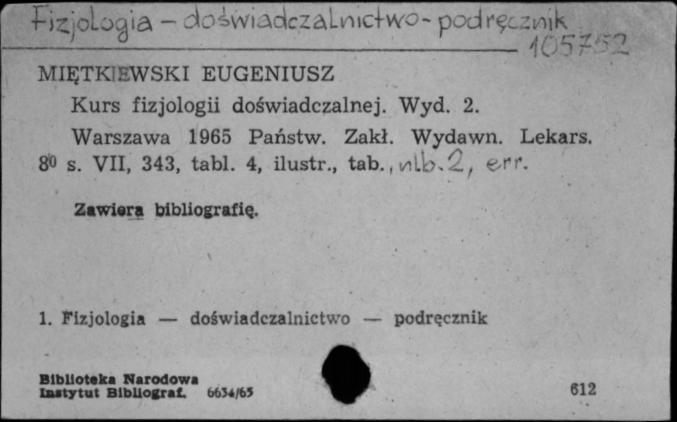 Fizjologia – doświadczalnictwo - podręcznik
105752
MIĘTKIEWSKI EUGENIUSZ
Kurs fizjologii doświadczalnej. Wyd. 2.
Warszawa 1965 Państw. Zakł. Wydawn. Lekars.
8⁰ s. VII, 343, tabl. 4, ilustr., tab., nlb. 2, err.
Zawiera bibliografię.
1. Fizjologia — doświadczalnictwo — podręcznik
Biblioteka Narodowa
Instytut Bibliograf. 6634/65
612